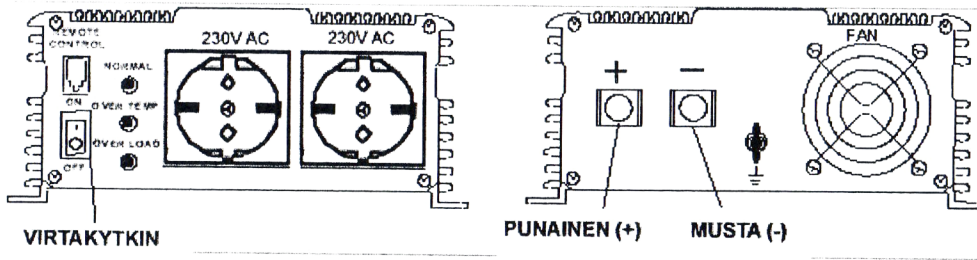 REMOTE
CONTROL
230V AC
230V AC
NORMAL
ON
OVER TEMP
OVER LOAD
OFF
VIRTAKYTKIN
FAN
+
−
PUNAINEN (+)
MUSTA (-)